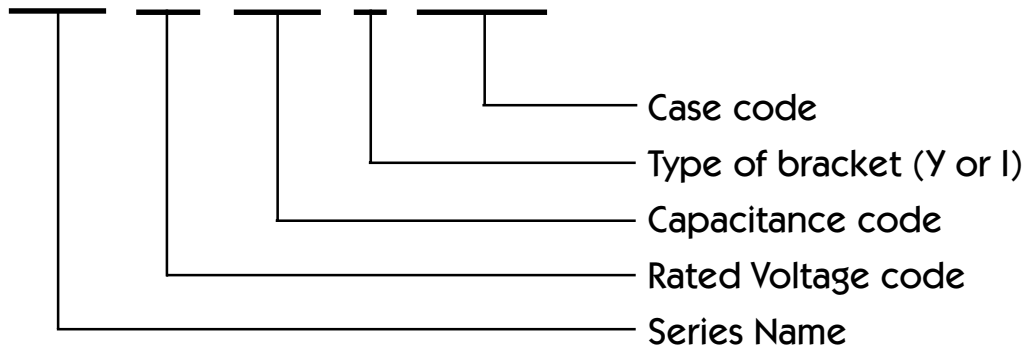 Case code
Type of bracket (Y or I)
Capacitance code
Rated Voltage code
Series Name